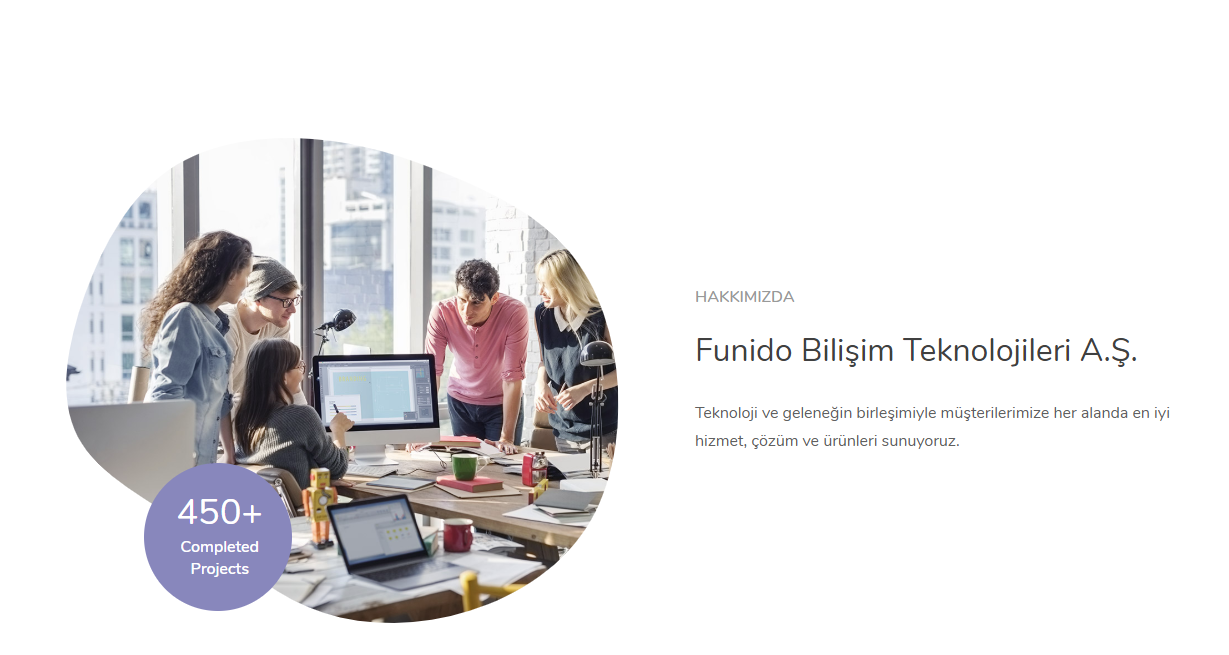 HAKKIMIZDA
Funido Bilişim Teknolojileri A.Ş.
Teknoloji ve geleneğin birleşimiyle müşterilerimize her alanda en iyi
hizmet, çözüm ve ürünleri sunuyoruz.
450+
Completed
Projects